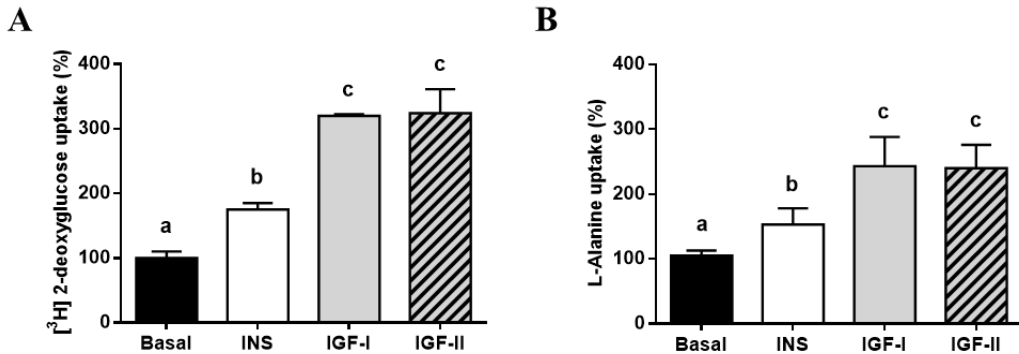 A
[³H] 2-deoxyglucose uptake (%)
400
300
200
100
0
a
b
c
c
Basal
INS
IGF-I
IGF-II
B
L-Alanine uptake (%)
400
300
200
100
0
a
b
c
c
Basal
INS
IGF-I
IGF-II